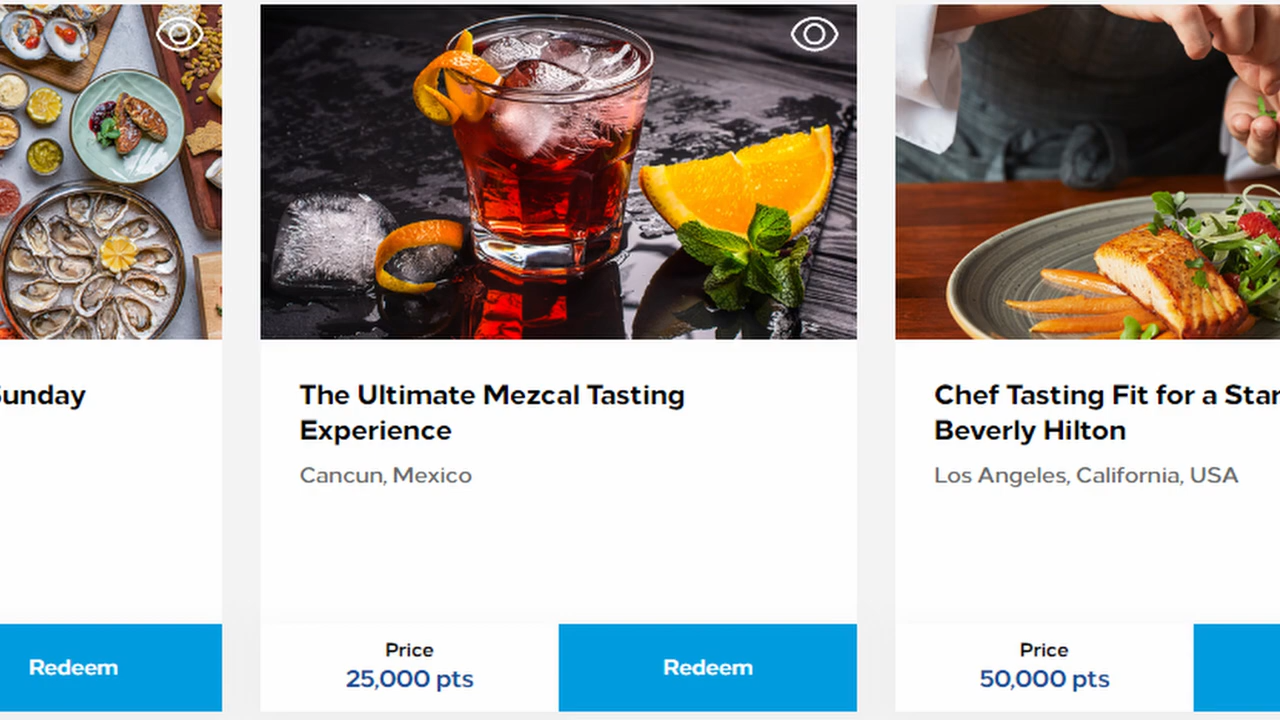 Sunday
Redeem
The Ultimate Mezcal Tasting
Experience
Cancun, Mexico
Price
25,000 pts
Redeem
Chef Tasting Fit for a Star
Beverly Hilton
Los Angeles, California, USA
Price
50,000 pts